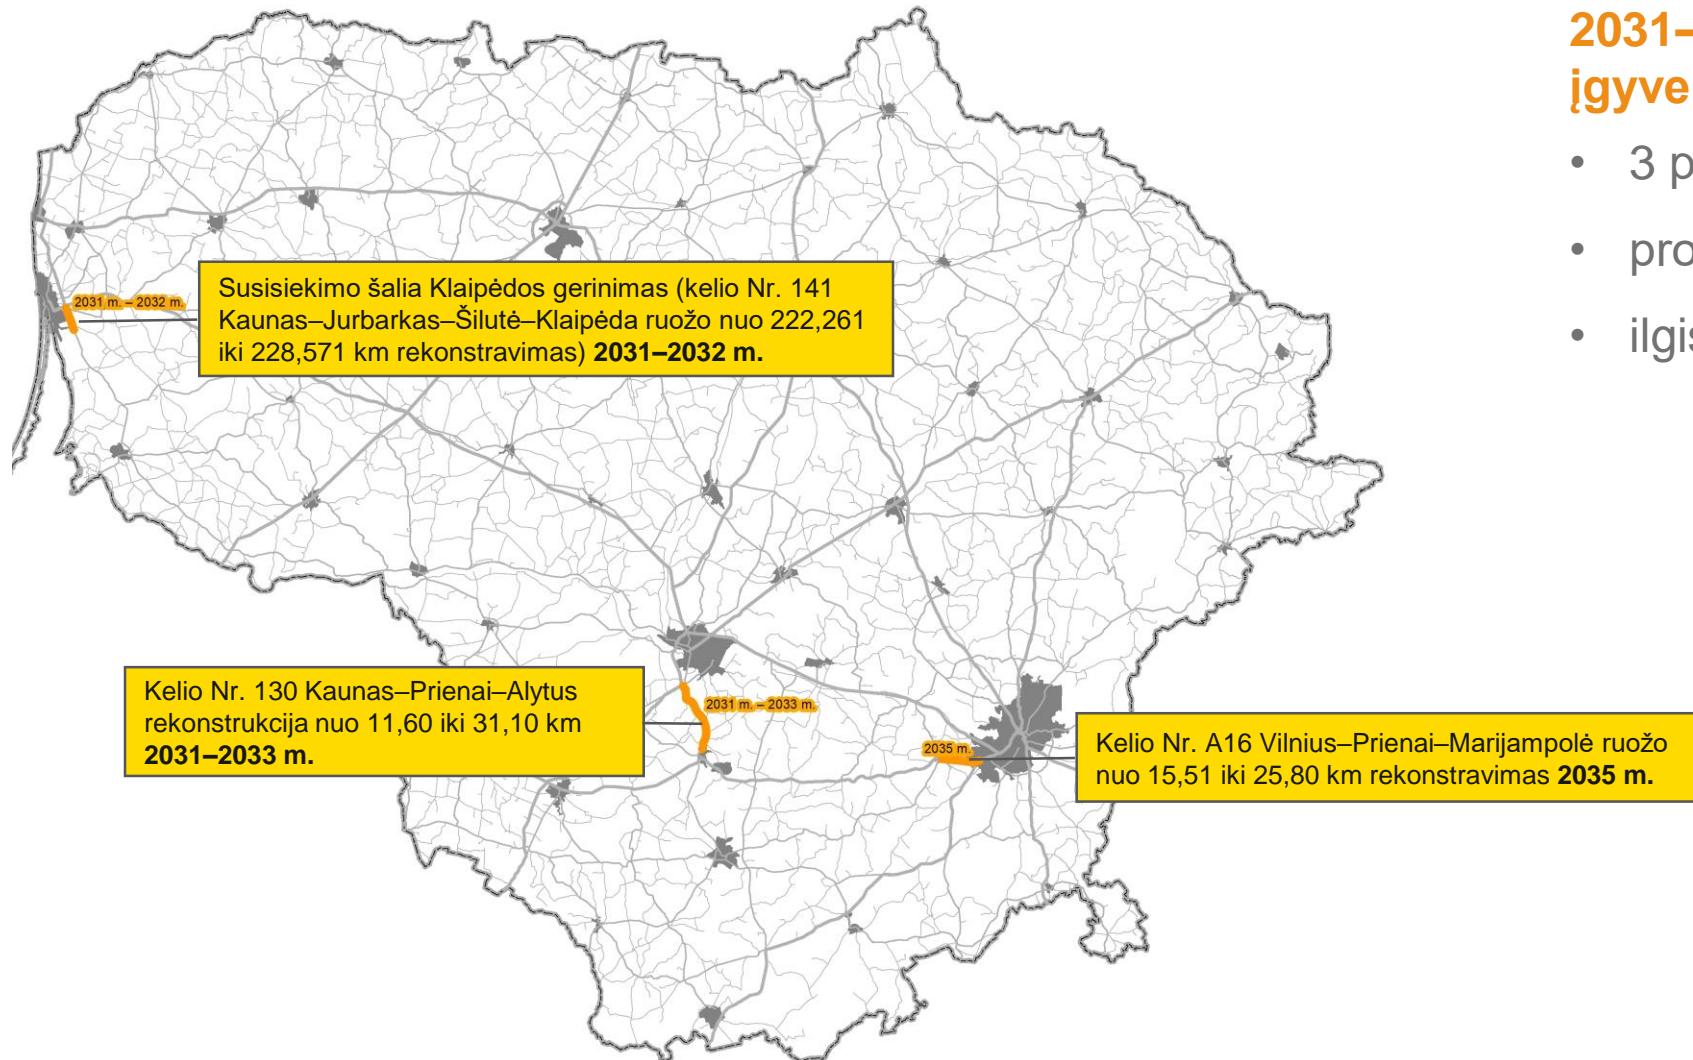 2031–
įgyve
• 3 p
• pro
• ilgis
2031 m. – 2032 m.
Susisiekimo šalia Klaipėdos gerinimas (kelio Nr. 141
Kaunas–Jurbarkas–Šilutė–Klaipėda ruožo nuo 222,261
iki 228,571 km rekonstravimas) 2031–2032 m.
Kelio Nr. 130 Kaunas–Prienai–Alytus
rekonstrukcija nuo 11,60 iki 31,10 km
2031–2033 m.
2031 m. – 2033 m.
2035 m.
Kelio Nr. A16 Vilnius–Prienai–Marijampolė ruožo
nuo 15,51 iki 25,80 km rekonstravimas 2035 m.